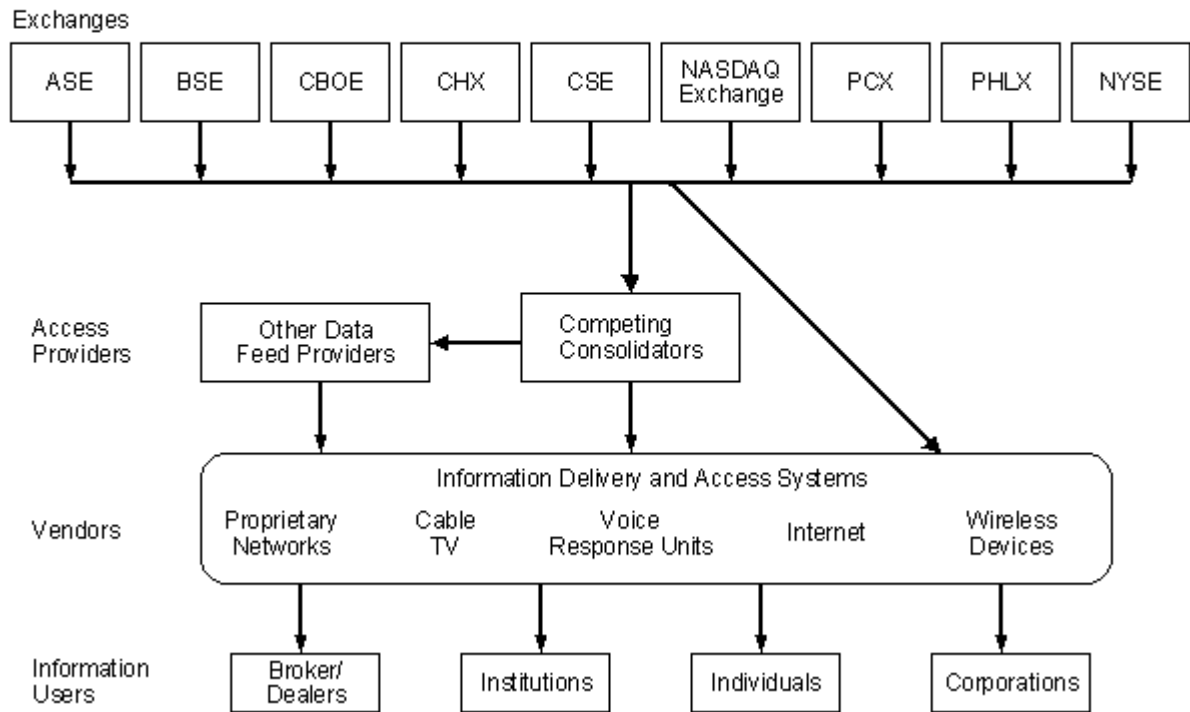 Exchanges
ASE
BSE
CBOE
CHX
CSE
NASDAQ
Exchange
PCX
PHLX
NYSE
Access
Providers
Other Data
Feed Providers
Competing
Consolidators
Information Delivery and Access Systems
Vendors
Proprietary
Networks
Cable
TV
Voice
Response Units
Internet
Wireless
Devices
Information
Users
Broker/
Dealers
Institutions
Individuals
Corporations